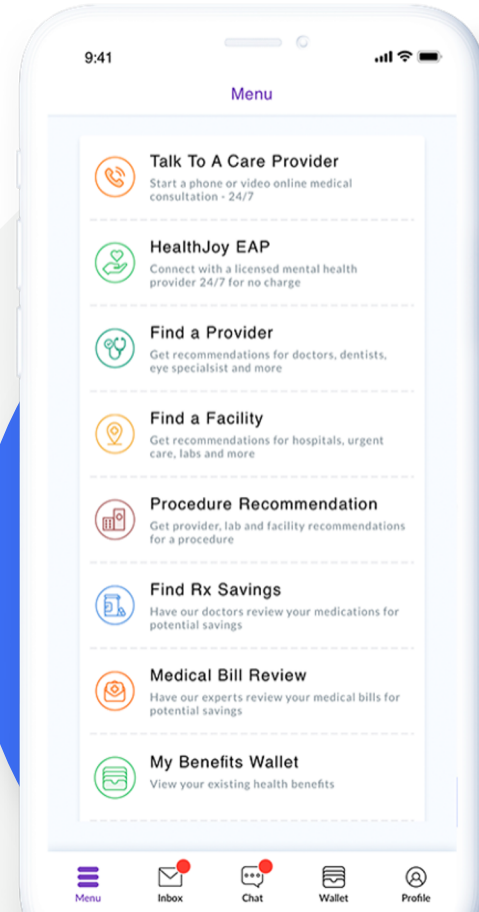 9:41
Menu
Talk To A Care Provider
Start a phone or video online medical
consultation - 24/7
HealthJoy EAP
Connect with a licensed mental health
provider 24/7 for no charge
Find a Provider
Get recommendations for doctors, dentists,
eye specialsist and more
Find a Facility
Get recommendations for hospitals, urgent
care, labs and more
Procedure Recommendation
Get provider, lab and facility recommendations
for a procedure
Find Rx Savings
Have our doctors review your medications for
potential savings
Medical Bill Review
Have our experts review your medical bills for
potential savings
My Benefits Wallet
View your existing health benefits
Menu Inbox Chat Wallet Profile